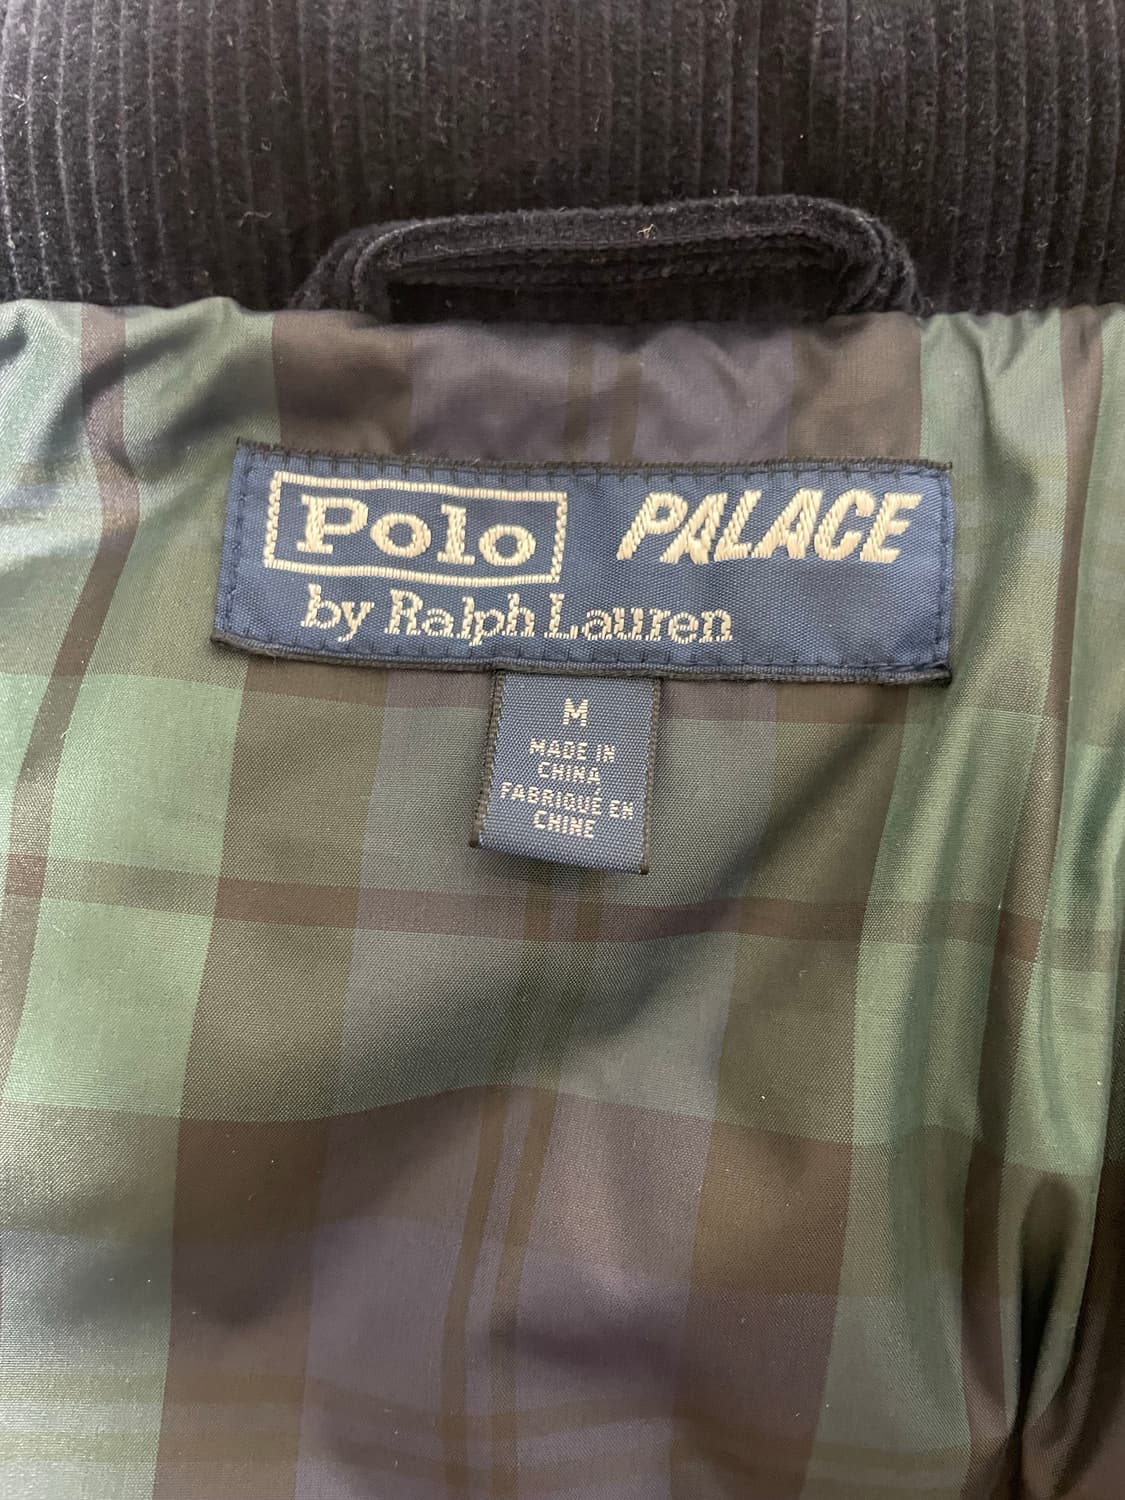 Polo PALACE
by Ralph Lauren
M
MADE IN
CHINA
FABRIQUÉ EN
CHINE